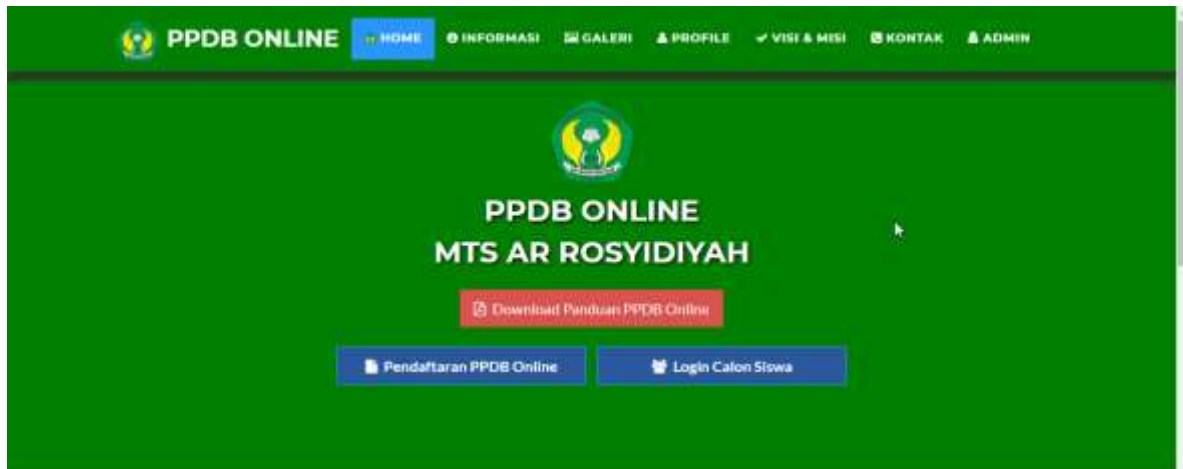 PPDB ONLINE HOME INFORMASI GALERI PROFILE VISI & MISI KONTAK ADMIN
PPDB ONLINE
MTS AR ROSYIDIYAH
Download Panduan PPDB Online
Pendaftaran PPDB Online Login Calon Siswa